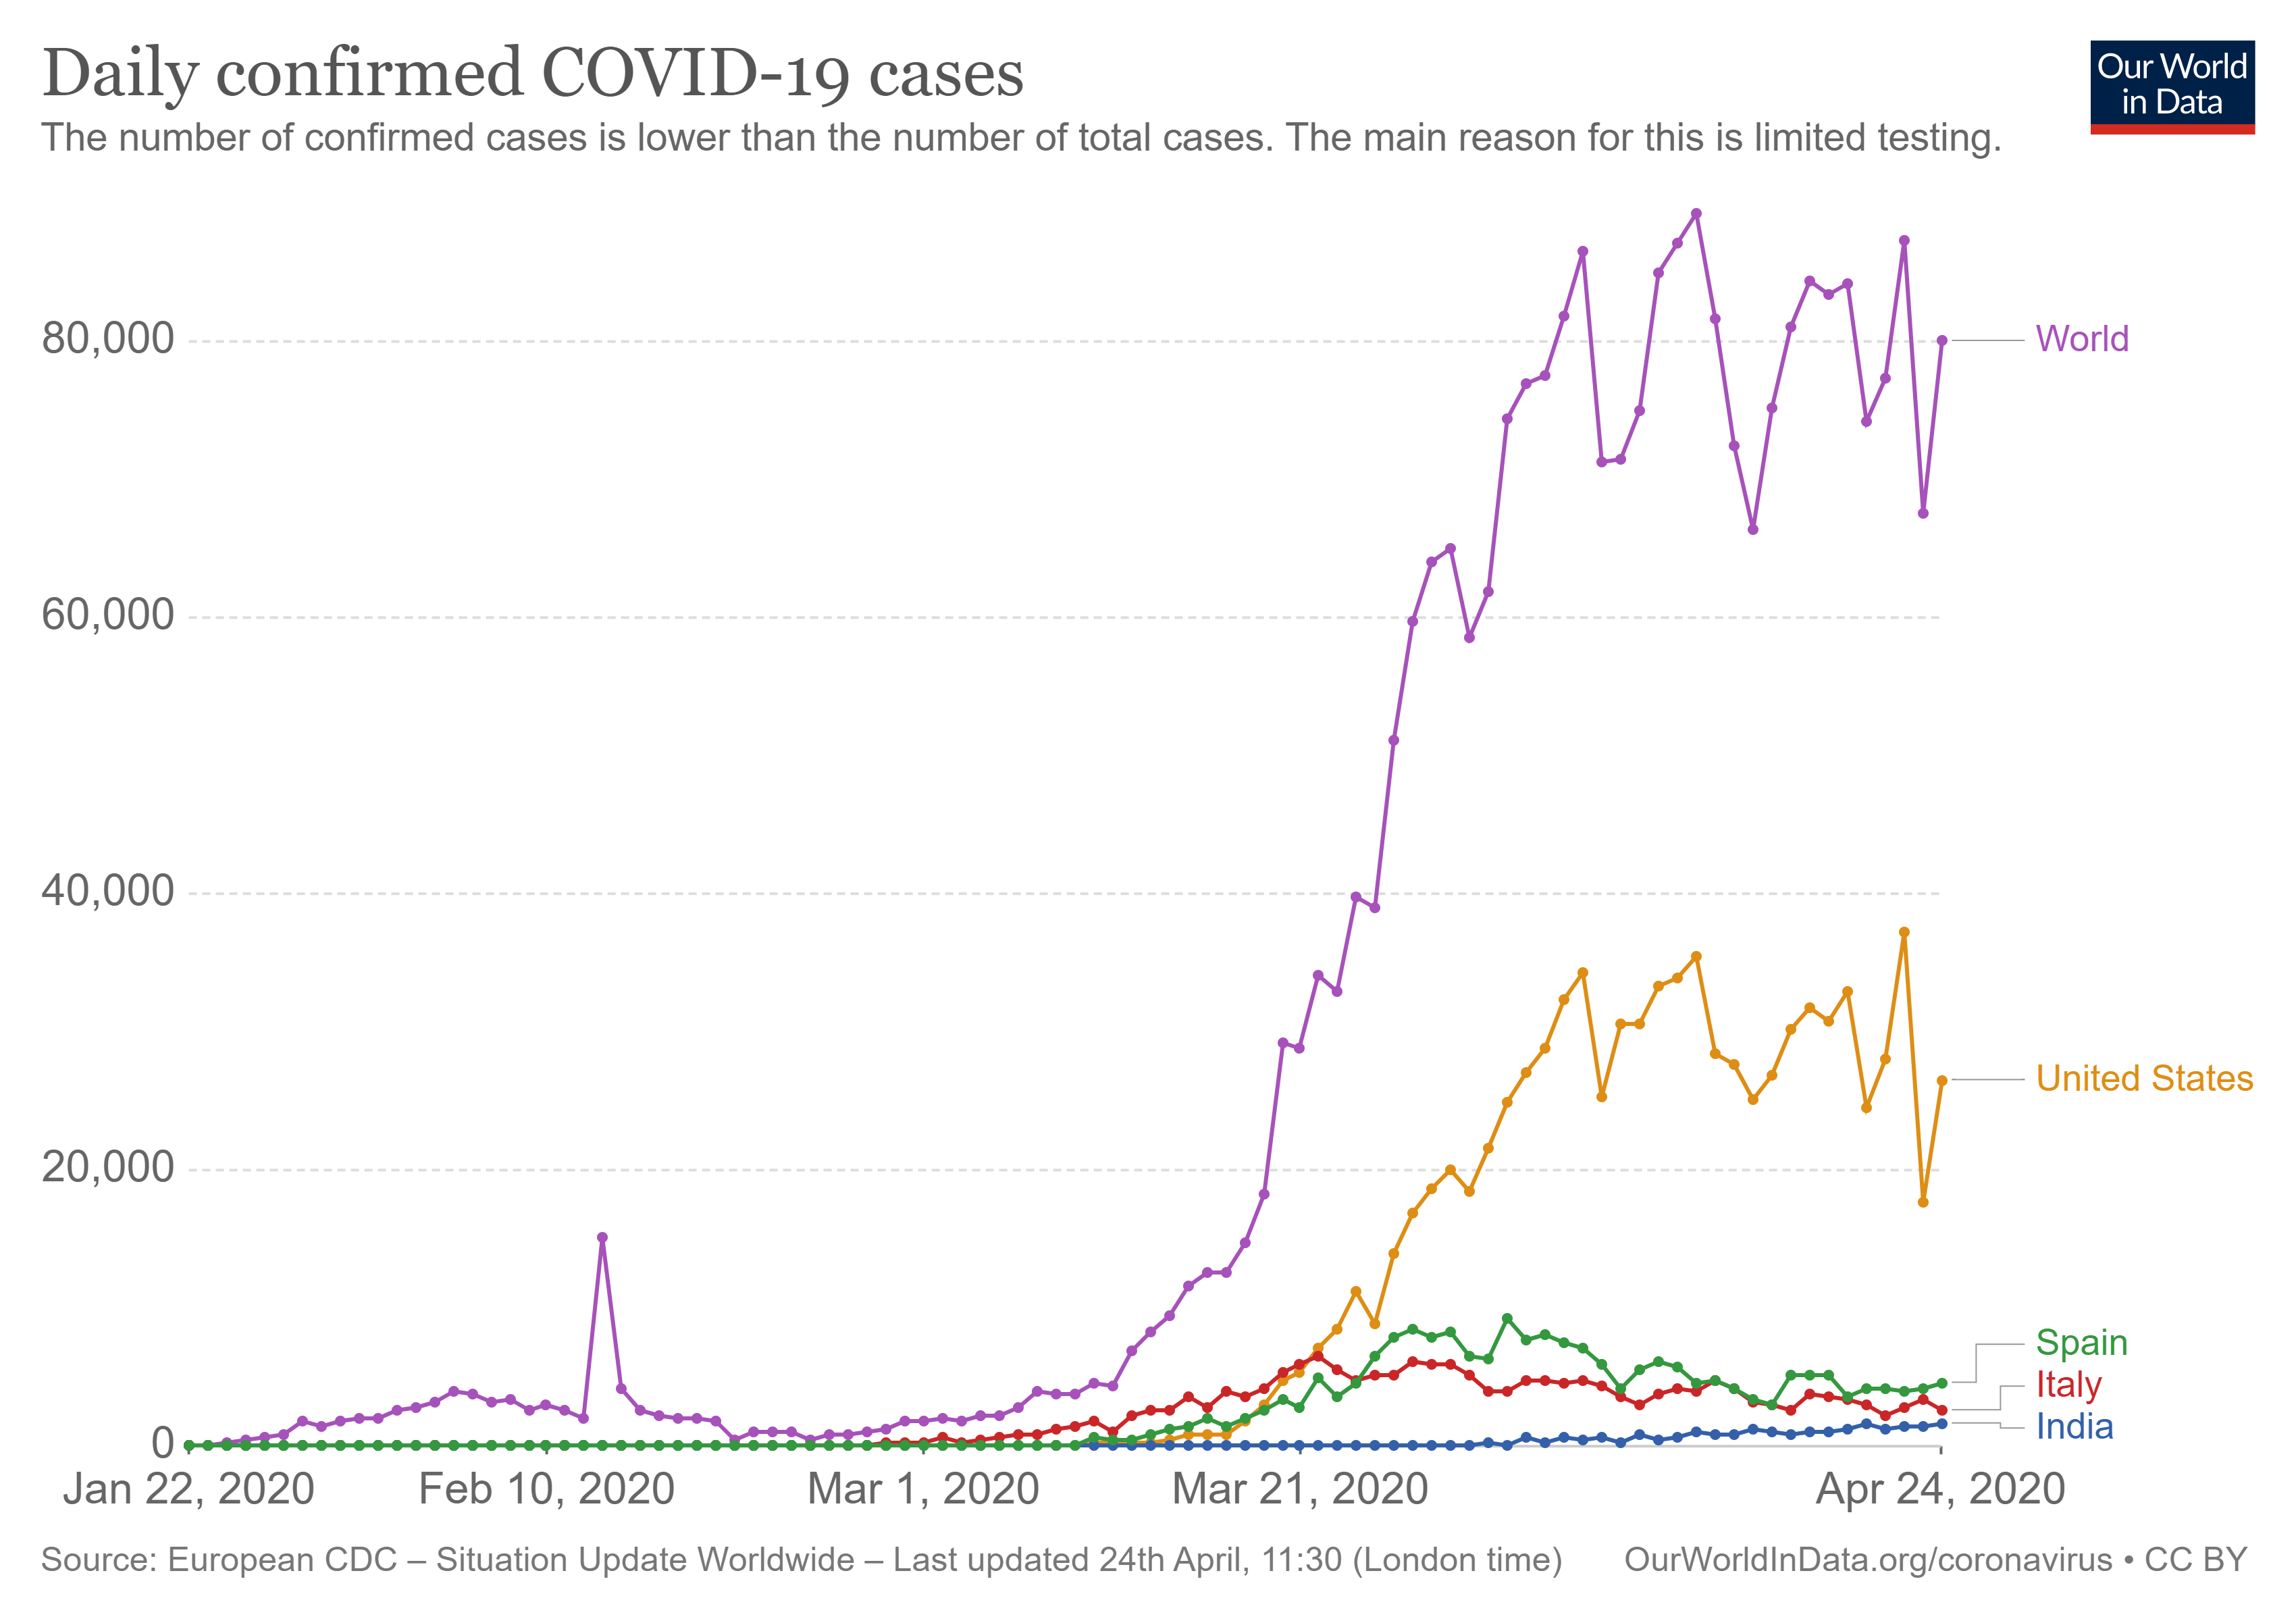 Daily confirmed COVID-19 cases
Our World
in Data
The number of confirmed cases is lower than the number of total cases. The main reason for this is limited testing.
80,000
World
60,000
40,000
United States
20,000
Spain
Italy
India
0
Jan 22, 2020
Feb 10, 2020
Mar 1, 2020
Mar 21, 2020
Apr 24, 2020
Source: European CDC – Situation Update Worldwide – Last updated 24th April, 11:30 (London time)
OurWorldInData.org/coronavirus • CC BY